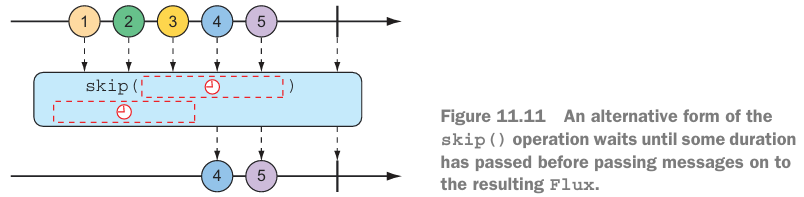 1 2 3 4 5
skip( )
4 5
Figure 11.11 An alternative form of the
skip() operation waits until some duration
has passed before passing messages on to
the resulting Flux.